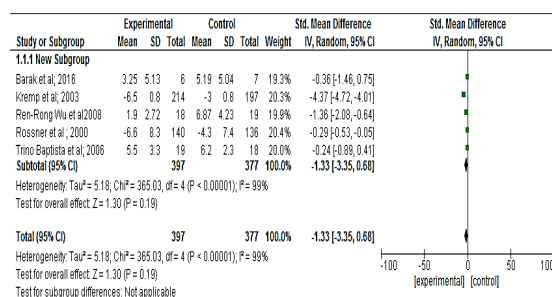 Experimental Control Std. Mean Difference Std. Mean Difference
Study or Subgroup Mean SD Total Mean SD Total Weight IV, Random, 95% CI IV, Random, 95% CI
1.1.1 New Subgroup
Barak et al; 2016 3.25 5.13 6 5.19 5.04 7 19.3% -0.36 [-1.46, 0.75]
Kremp et al; 2003 -6.5 0.8 214 -3 0.8 197 20.2% -4.37 [-4.72, -4.01]
Ren-Rong Wu et al2008 1.9 2.72 18 6.87 4.23 19 19.9% -1.36 [-2.08, -0.64]
Rossner et al ; 2000 -6.6 8.3 140 -4.3 7.4 136 20.4% -0.29 [-0.53, -0.05]
Trino Baptista et al; 2006 5.5 3.3 19 6.2 2.3 18 20.0% -0.24 [-0.89, 0.41]
Subtotal (95% CI) 397 377 100.0% -1.33 [-3.35, 0.68]
Heterogeneity: Tau² = 5.18; Chi² = 365.03, df = 4 (P < 0.00001); I² = 99%
Test for overall effect: Z = 1.30 (P = 0.19)
Total (95% CI) 397 377 100.0% -1.33 [-3.35, 0.68]
Heterogeneity: Tau² = 5.18; Chi² = 365.03, df = 4 (P < 0.00001); I² = 99%
Test for overall effect: Z = 1.30 (P = 0.19)
Test for subgroup differences: Not applicable
-100 -50 0 50 100
[experimental] [control]